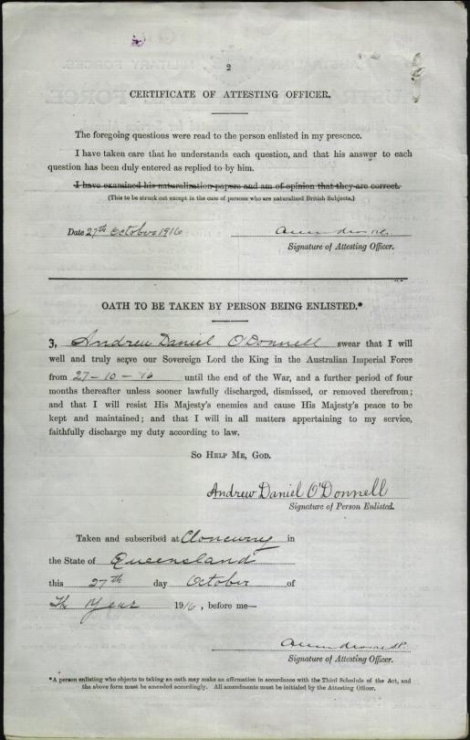 2
CERTIFICATE OF ATTESTING OFFICER.
The foregoing questions were read to the person enlisted in my presence.
I have taken care that he understands each question, and that his answer to each
question has been duly entered as replied to by him.
I have examined his naturalization papers and am of opinion that they are correct.
(This to be struck out except in the case of persons who are naturalized British Subjects.)
Date 27th October 1916
Signature of Attesting Officer.
OATH TO BE TAKEN BY PERSON BEING ENLISTED.*
I, Andrew Daniel O'Donnell swear that I will
well and truly serve our Sovereign Lord the King in the Australian Imperial Force
from 27-10-16 until the end of the War, and a further period of four
months thereafter unless sooner lawfully discharged, dismissed, or removed therefrom;
and that I will resist His Majesty's enemies and cause His Majesty's peace to be
kept and maintained; and that I will in all matters appertaining to my service,
faithfully discharge my duty according to law.
SO HELP ME, GOD.
Andrew Daniel O'Donnell
Signature of Person Enlisted.
Taken and subscribed at Cloncurry in
the State of Queensland
this 27th day October of
Year 1916, before me—
Signature of Attesting Officer.
*A person enlisting who objects to taking an oath may make an affirmation in accordance with the Third Schedule of the Act, and
the above form must be amended accordingly. All amendments must be initialed by the Attesting Officer.